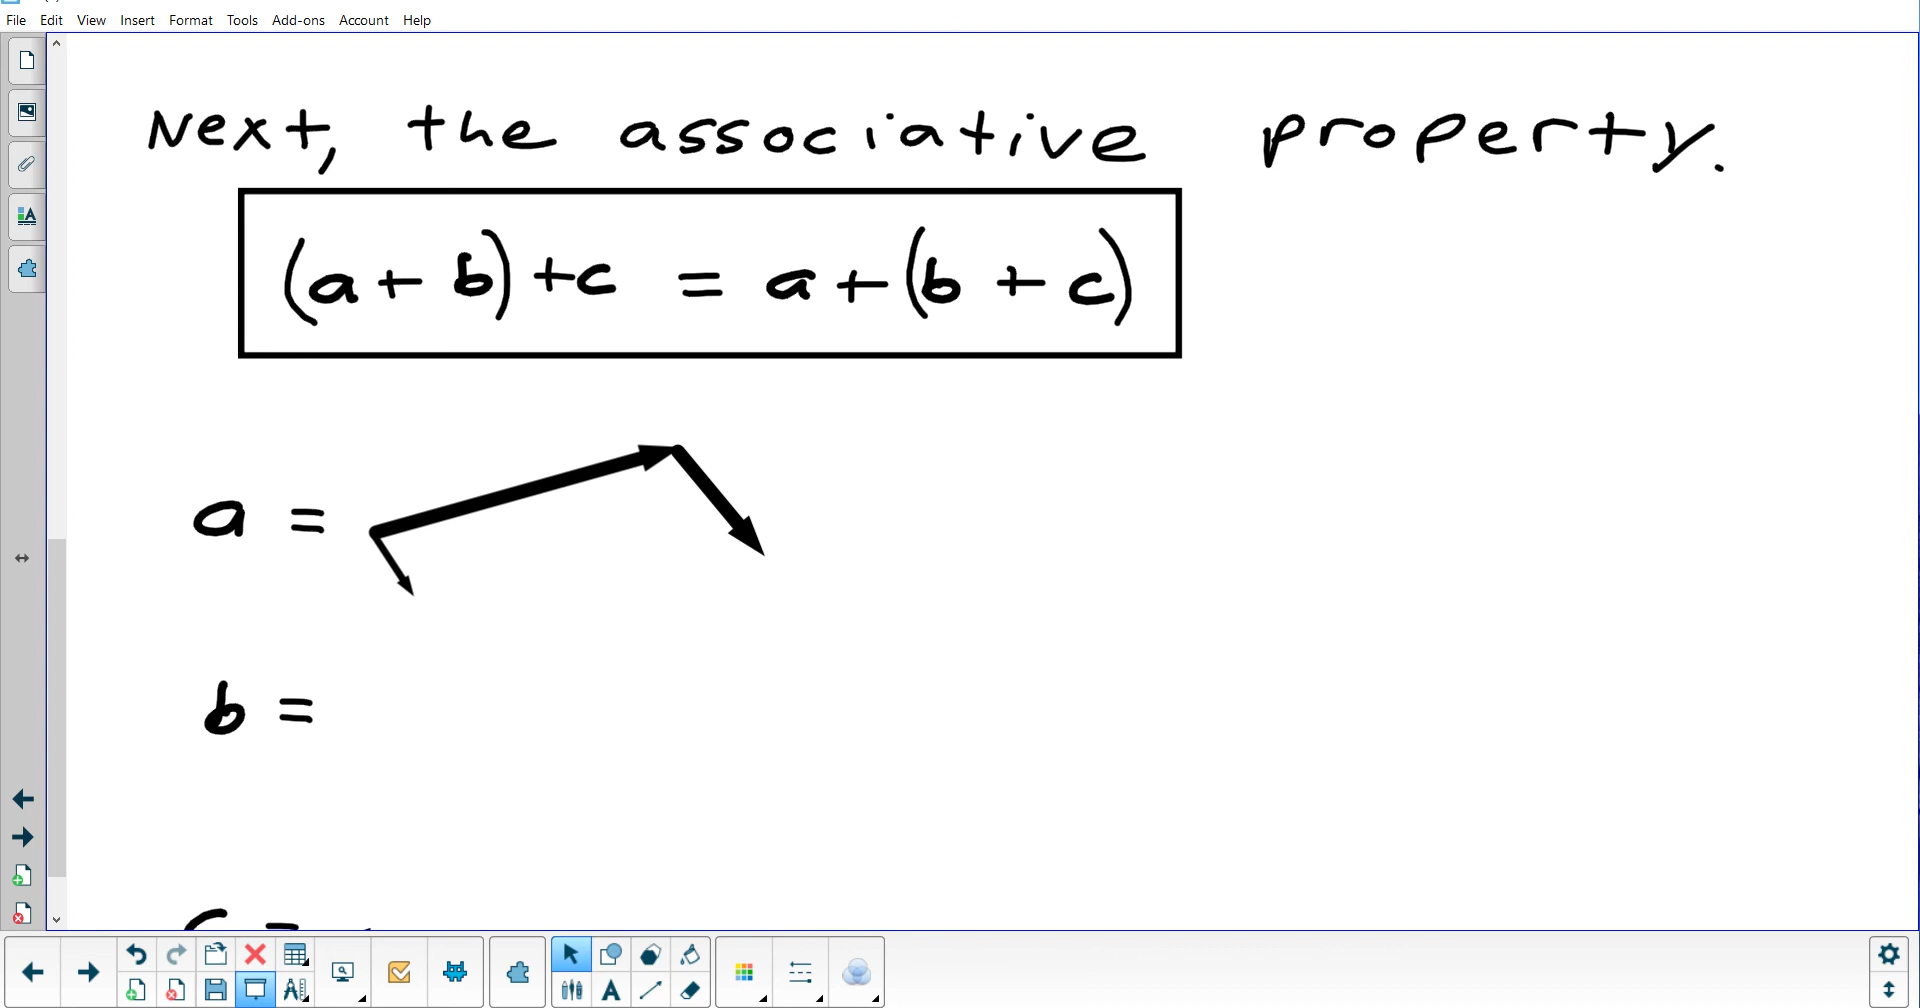 File Edit View Insert Format Tools Add-ons Account Help
Next, the associative property.
(a + b) + c = a + (b + c)
a =
b =